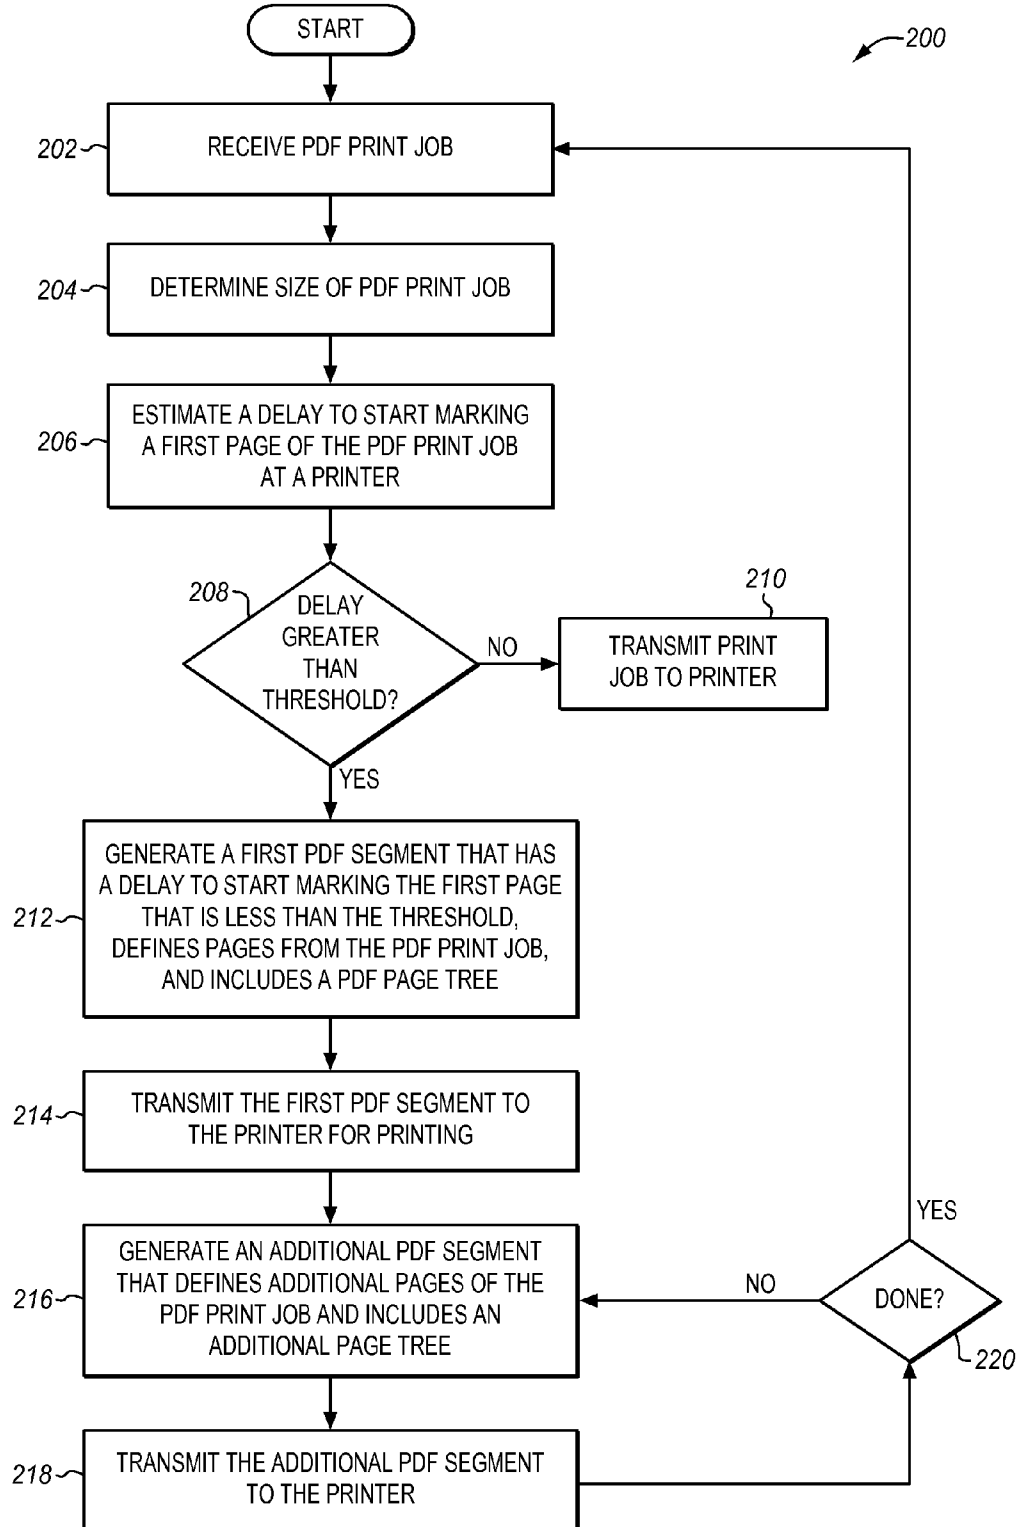 START
200
202
RECEIVE PDF PRINT JOB
204
DETERMINE SIZE OF PDF PRINT JOB
206
ESTIMATE A DELAY TO START MARKING
A FIRST PAGE OF THE PDF PRINT JOB
AT A PRINTER
208
DELAY
GREATER
THAN
THRESHOLD?
NO
210
TRANSMIT PRINT
JOB TO PRINTER
YES
212
GENERATE A FIRST PDF SEGMENT THAT HAS
A DELAY TO START MARKING THE FIRST PAGE
THAT IS LESS THAN THE THRESHOLD,
DEFINES PAGES FROM THE PDF PRINT JOB,
AND INCLUDES A PDF PAGE TREE
214
TRANSMIT THE FIRST PDF SEGMENT TO
THE PRINTER FOR PRINTING
216
GENERATE AN ADDITIONAL PDF SEGMENT
THAT DEFINES ADDITIONAL PAGES OF THE
PDF PRINT JOB AND INCLUDES AN
ADDITIONAL PAGE TREE
NO
YES
DONE?
220
218
TRANSMIT THE ADDITIONAL PDF SEGMENT
TO THE PRINTER